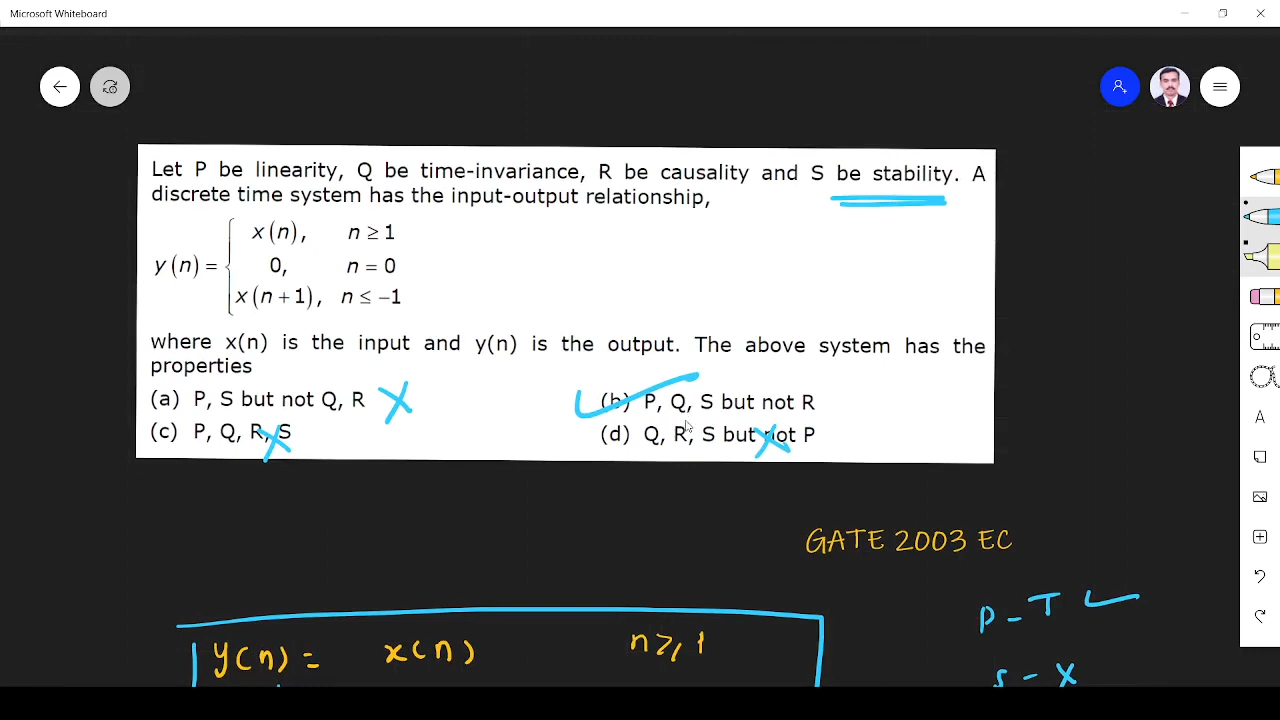 Microsoft Whiteboard
Let P be linearity, Q be time-invariance, R be causality and S be stability. A
discrete time system has the input-output relationship,
x(n), n ≥ 1
y(n) = 0, n = 0
x(n+1), n ≤ -1
where x(n) is the input and y(n) is the output. The above system has the
properties
(a) P, S but not Q, R
(b) P, Q, S but not R
(c) P, Q, R, S
(d) Q, R, S but not P
GATE 2003 EC
P - T
y(n) = x(n) n ≥ 1